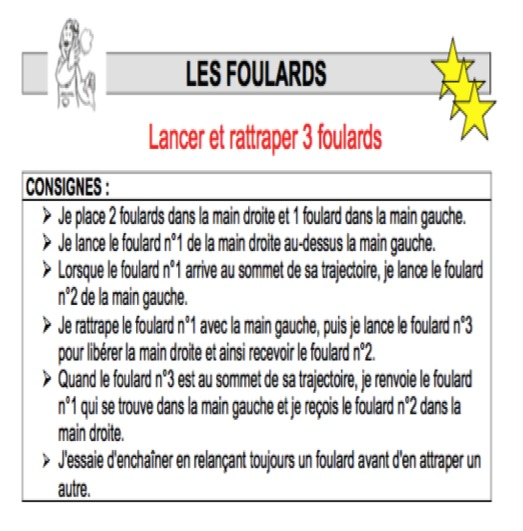 LES FOULARDS
Lancer et rattraper 3 foulards
CONSIGNES :
➤ Je place 2 foulards dans la main droite et 1 foulard dans la main gauche.
➤ Je lance le foulard n°1 de la main droite au-dessus la main gauche.
➤ Lorsque le foulard n°1 arrive au sommet de sa trajectoire, je lance le foulard
n°2 de la main gauche.
➤ Je rattrape le foulard n°1 avec la main gauche, puis je lance le foulard n°3
pour libérer la main droite et ainsi recevoir le foulard n°2.
➤ Quand le foulard n°3 est au sommet de sa trajectoire, je renvoie le foulard
n°1 qui se trouve dans la main gauche et je reçois le foulard n°2 dans la
main droite.
➤ J'essaie d'enchaîner en relançant toujours un foulard avant d'en attraper un
autre.